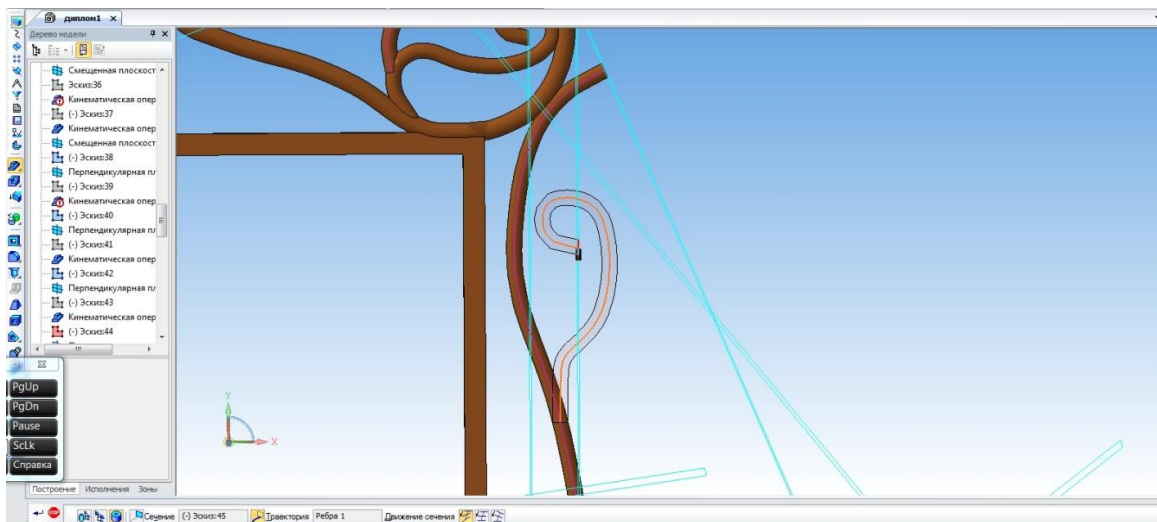 диплом1
Дерево модели
Смещенная плоскост
Эскиз:36
Кинематическая опер
(-) Эскиз:37
Кинематическая опер
Смещенная плоскост
(-) Эскиз:38
Перпендикулярная пл
(-) Эскиз:39
Кинематическая опер
(-) Эскиз:40
Перпендикулярная пл
(-) Эскиз:41
Кинематическая опер
(-) Эскиз:42
Перпендикулярная пл
(-) Эскиз:43
Кинематическая опер
(-) Эскиз:44
PgUp
PgDn
Pause
ScLk
Справка
Y
X
Построение Исполнения Зоны
STOP Сечение (-) Эскиз:45 Траектория Ребра 1 Движение сечения